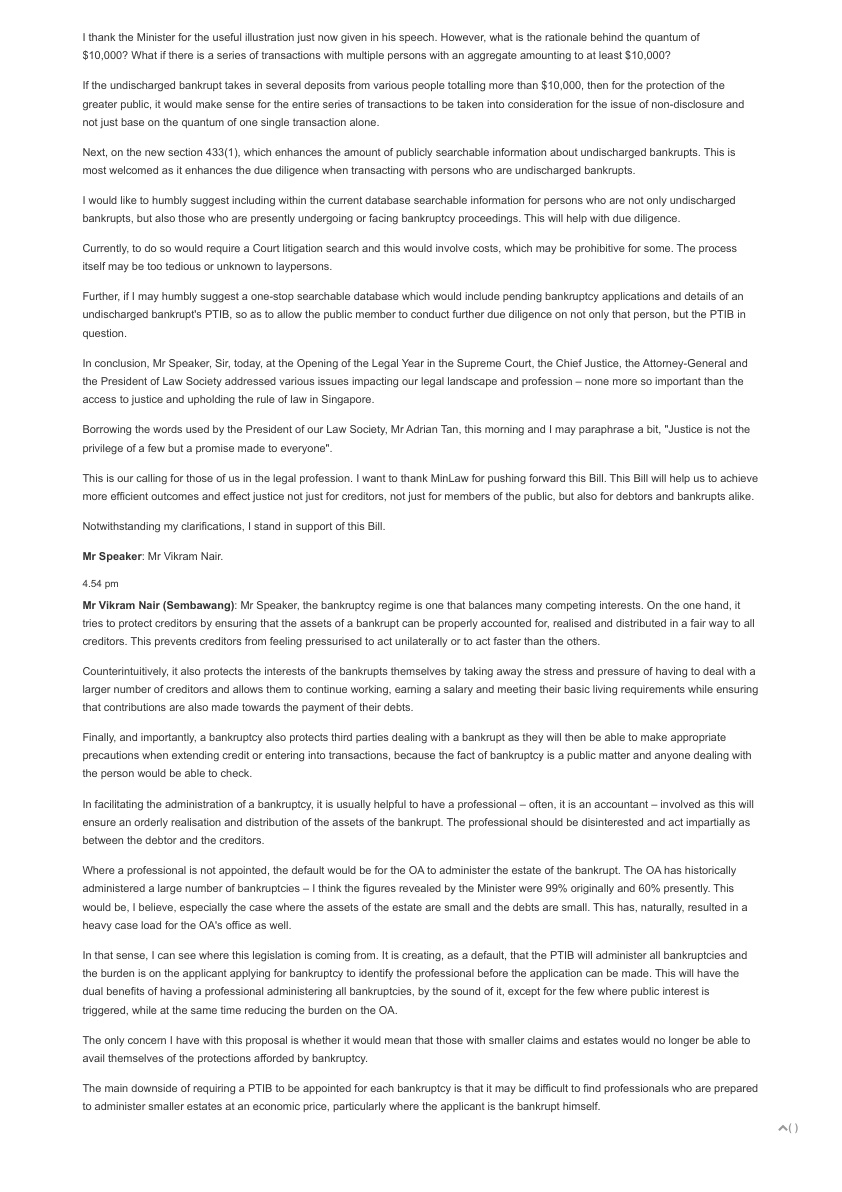 I thank the Minister for the useful illustration just now given in his speech. However, what is the rationale behind the quantum of
$10,000? What if there is a series of transactions with multiple persons with an aggregate amounting to at least $10,000?
If the undischarged bankrupt takes in several deposits from various people totalling more than $10,000, then for the protection of the
greater public, it would make sense for the entire series of transactions to be taken into consideration for the issue of non-disclosure and
not just base on the quantum of one single transaction alone.
Next, on the new section 433(1), which enhances the amount of publicly searchable information about undischarged bankrupts. This is
most welcomed as it enhances the due diligence when transacting with persons who are undischarged bankrupts.
I would like to humbly suggest including within the current database searchable information for persons who are not only undischarged
bankrupts, but also those who are presently undergoing or facing bankruptcy proceedings. This will help with due diligence.
Currently, to do so would require a Court litigation search and this would involve costs, which may be prohibitive for some. The process
itself may be too tedious or unknown to laypersons.
Further, if I may humbly suggest a one-stop searchable database which would include pending bankruptcy applications and details of an
undischarged bankrupt's PTIB, so as to allow the public member to conduct further due diligence on not only that person, but the PTIB in
question.
In conclusion, Mr Speaker, Sir, today, at the Opening of the Legal Year in the Supreme Court, the Chief Justice, the Attorney-General and
the President of Law Society addressed various issues impacting our legal landscape and profession – none more so important than the
access to justice and upholding the rule of law in Singapore.
Borrowing the words used by the President of our Law Society, Mr Adrian Tan, this morning and I may paraphrase a bit, "Justice is not the
privilege of a few but a promise made to everyone".
This is our calling for those of us in the legal profession. I want to thank MinLaw for pushing forward this Bill. This Bill will help us to achieve
more efficient outcomes and effect justice not just for creditors, not just for members of the public, but also for debtors and bankrupts alike.
Notwithstanding my clarifications, I stand in support of this Bill.
Mr Speaker: Mr Vikram Nair.
4.54 pm
Mr Vikram Nair (Sembawang): Mr Speaker, the bankruptcy regime is one that balances many competing interests. On the one hand, it
tries to protect creditors by ensuring that the assets of a bankrupt can be properly accounted for, realised and distributed in a fair way to all
creditors. This prevents creditors from feeling pressurised to act unilaterally or to act faster than the others.
Counterintuitively, it also protects the interests of the bankrupts themselves by taking away the stress and pressure of having to deal with a
larger number of creditors and allows them to continue working, earning a salary and meeting their basic living requirements while ensuring
that contributions are also made towards the payment of their debts.
Finally, and importantly, a bankruptcy also protects third parties dealing with a bankrupt as they will then be able to make appropriate
precautions when extending credit or entering into transactions, because the fact of bankruptcy is a public matter and anyone dealing with
the person would be able to check.
In facilitating the administration of a bankruptcy, it is usually helpful to have a professional – often, it is an accountant – involved as this will
ensure an orderly realisation and distribution of the assets of the bankrupt. The professional should be disinterested and act impartially as
between the debtor and the creditors.
Where a professional is not appointed, the default would be for the OA to administer the estate of the bankrupt. The OA has historically
administered a large number of bankruptcies – I think the figures revealed by the Minister were 99% originally and 60% presently. This
would be, I believe, especially the case where the assets of the estate are small and the debts are small. This has, naturally, resulted in a
heavy case load for the OA's office as well.
In that sense, I can see where this legislation is coming from. It is creating, as a default, that the PTIB will administer all bankruptcies and
the burden is on the applicant applying for bankruptcy to identify the professional before the application can be made. This will have the
dual benefits of having a professional administering all bankruptcies, by the sound of it, except for the few where public interest is
triggered, while at the same time reducing the burden on the OA.
The only concern I have with this proposal is whether it would mean that those with smaller claims and estates would no longer be able to
avail themselves of the protections afforded by bankruptcy.
The main downside of requiring a PTIB to be appointed for each bankruptcy is that it may be difficult to find professionals who are prepared
to administer smaller estates at an economic price, particularly where the applicant is the bankrupt himself.
( )